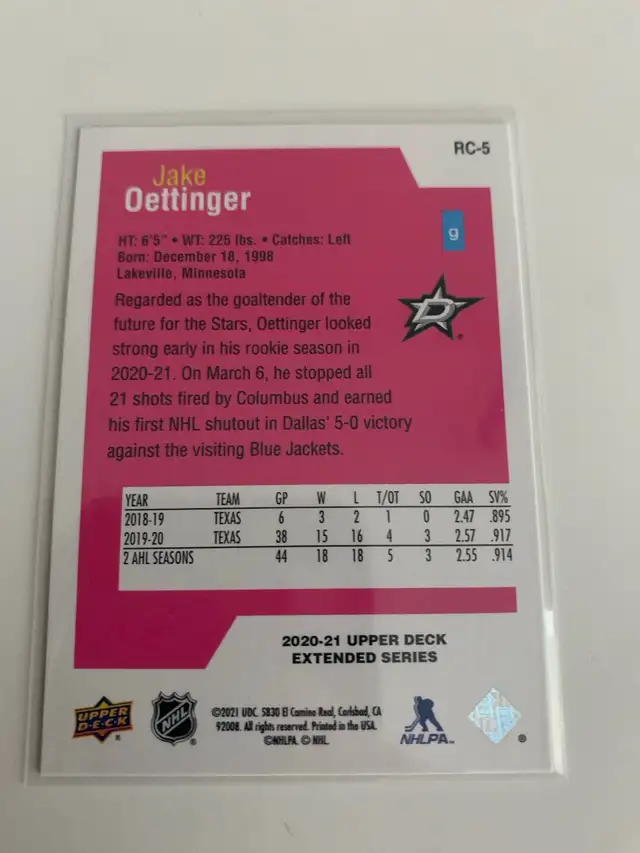 RC-5
Jake
Oettinger
g
HT: 6'5" • WT: 225 lbs. • Catches: Left
Born: December 18, 1998
Lakeville, Minnesota
Regarded as the goaltender of the
future for the Stars, Oettinger looked
strong early in his rookie season in
2020-21. On March 6, he stopped all
21 shots fired by Columbus and earned
his first NHL shutout in Dallas' 5-0 victory
against the visiting Blue Jackets.
D
YEAR TEAM GP W L T/OT SO GAA SV%
2018-19 TEXAS 6 3 2 1 0 2.47 .895
2019-20 TEXAS 38 15 16 4 3 2.57 .917
2 AHL SEASONS 44 18 18 5 3 2.55 .914
2020-21 UPPER DECK
EXTENDED SERIES
UPPER
DECK
NHL
©2021 UDC. 5830 El Camino Real, Carlsbad, CA
92008. All rights reserved. Printed in the USA.
©NHLPA. © NHL.
NHLPA™